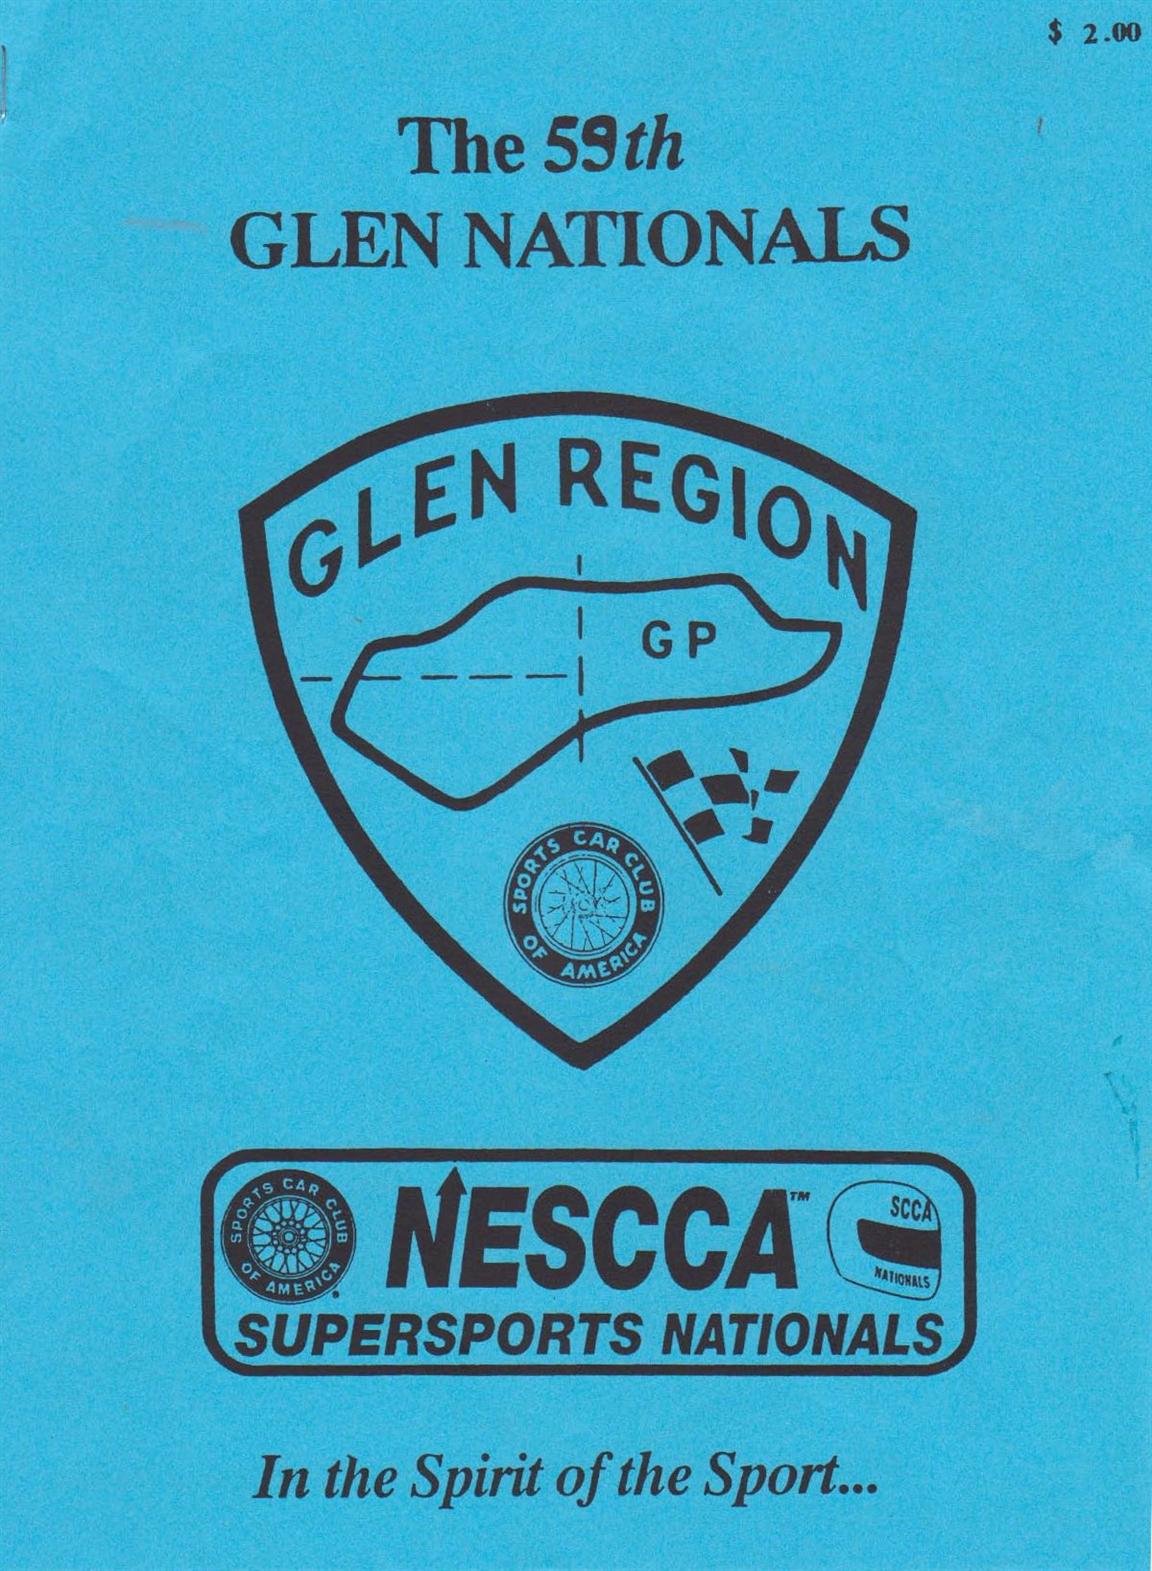 $ 2.00
The 59th
GLEN NATIONALS
GLEN REGION
GP
SPORTS CAR CLUB
OF AMERICA
NESCCA™
SPORTS CAR CLUB
OF AMERICA
SCCA
NATIONALS
SUPERSPORTS NATIONALS
In the Spirit of the Sport...